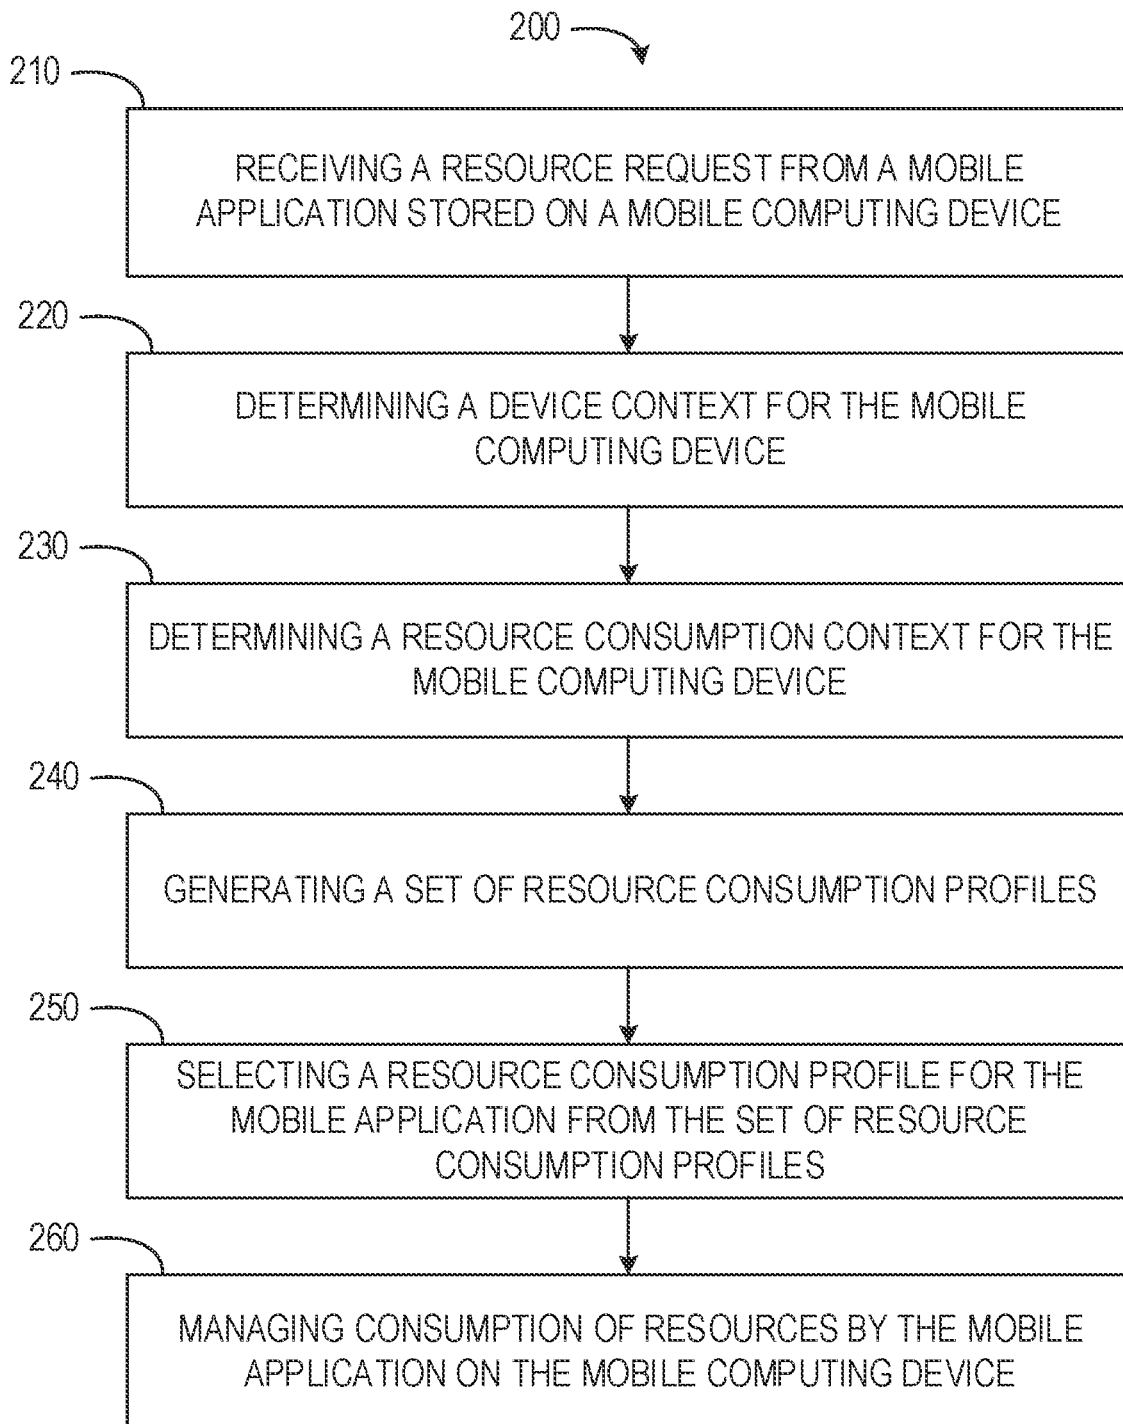 200
210
RECEIVING A RESOURCE REQUEST FROM A MOBILE
APPLICATION STORED ON A MOBILE COMPUTING DEVICE
220
DETERMINING A DEVICE CONTEXT FOR THE MOBILE
COMPUTING DEVICE
230
DETERMINING A RESOURCE CONSUMPTION CONTEXT FOR THE
MOBILE COMPUTING DEVICE
240
GENERATING A SET OF RESOURCE CONSUMPTION PROFILES
250
SELECTING A RESOURCE CONSUMPTION PROFILE FOR THE
MOBILE APPLICATION FROM THE SET OF RESOURCE
CONSUMPTION PROFILES
260
MANAGING CONSUMPTION OF RESOURCES BY THE MOBILE
APPLICATION ON THE MOBILE COMPUTING DEVICE